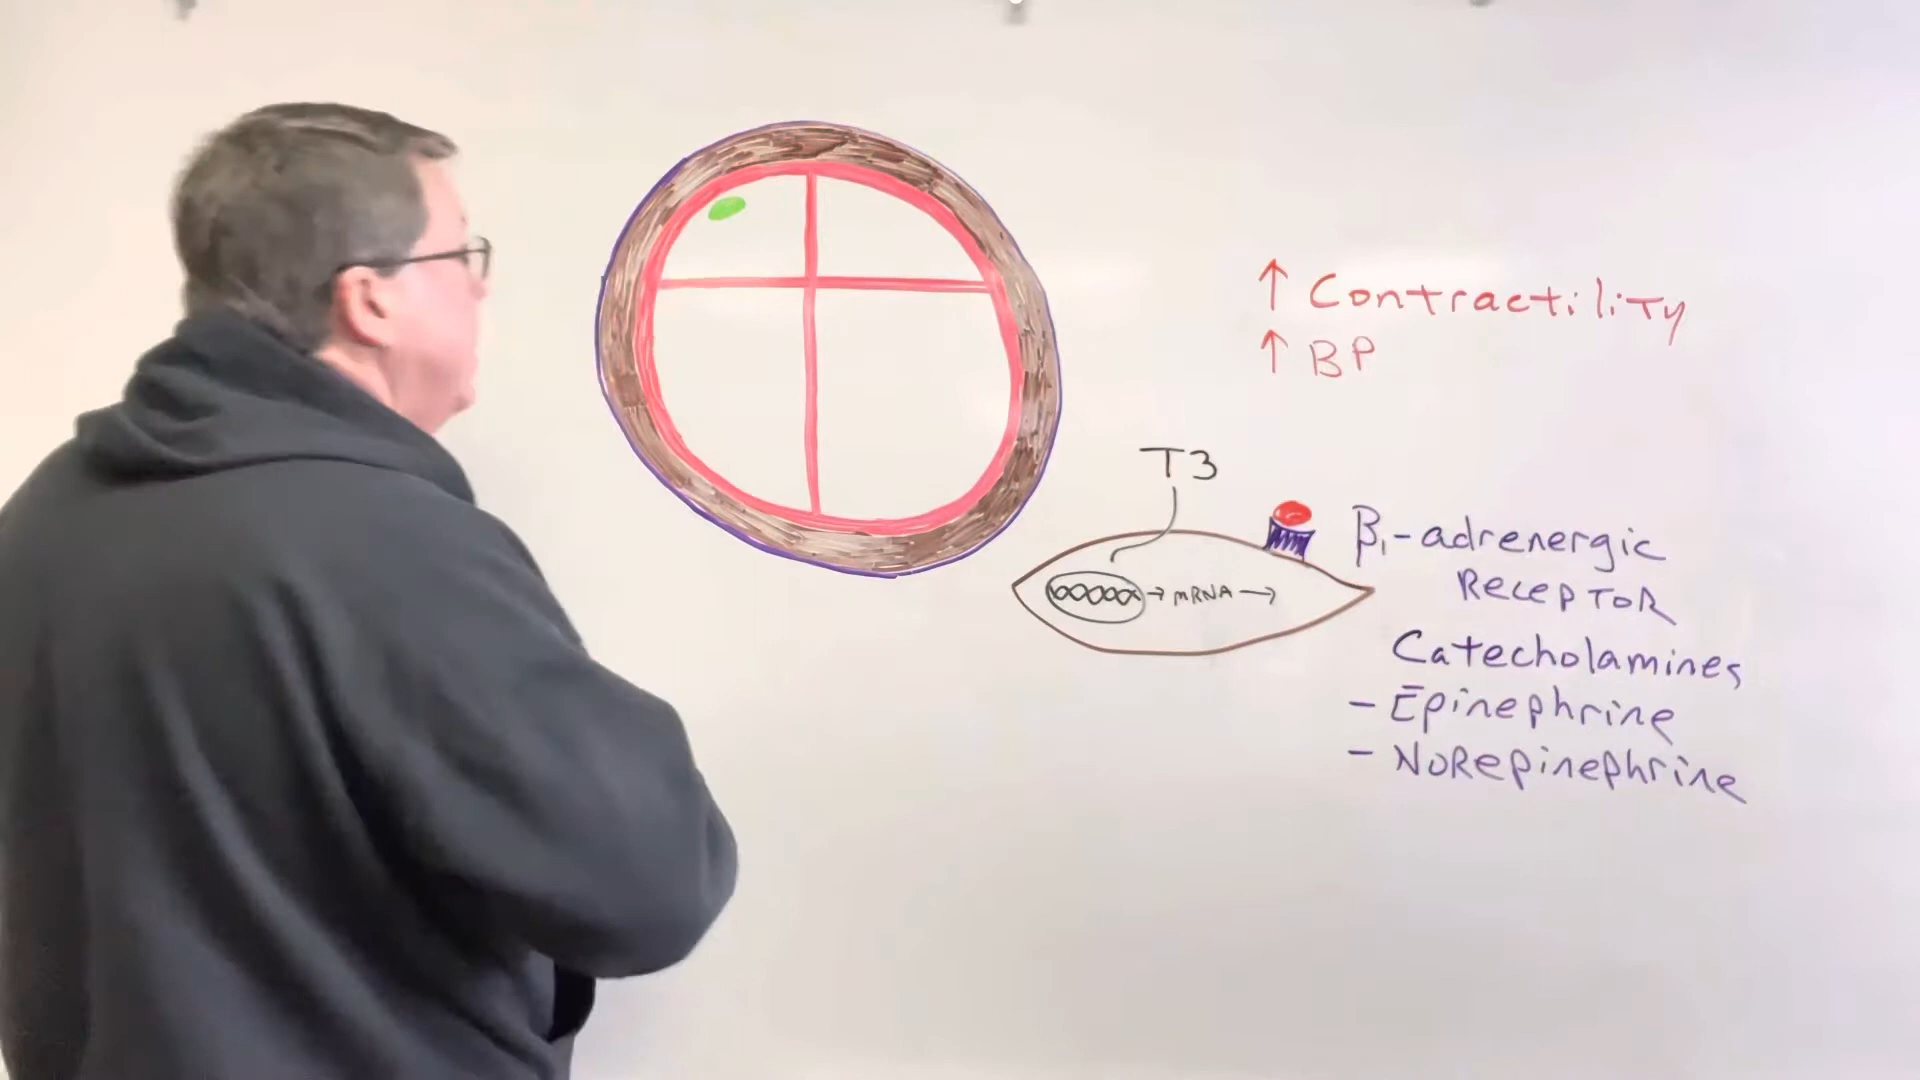 ↑ Contractility
↑ BP
T3
β₁-adrenergic
Receptor
→ mRNA →
Catecholamines
- Epinephrine
- Norepinephrine